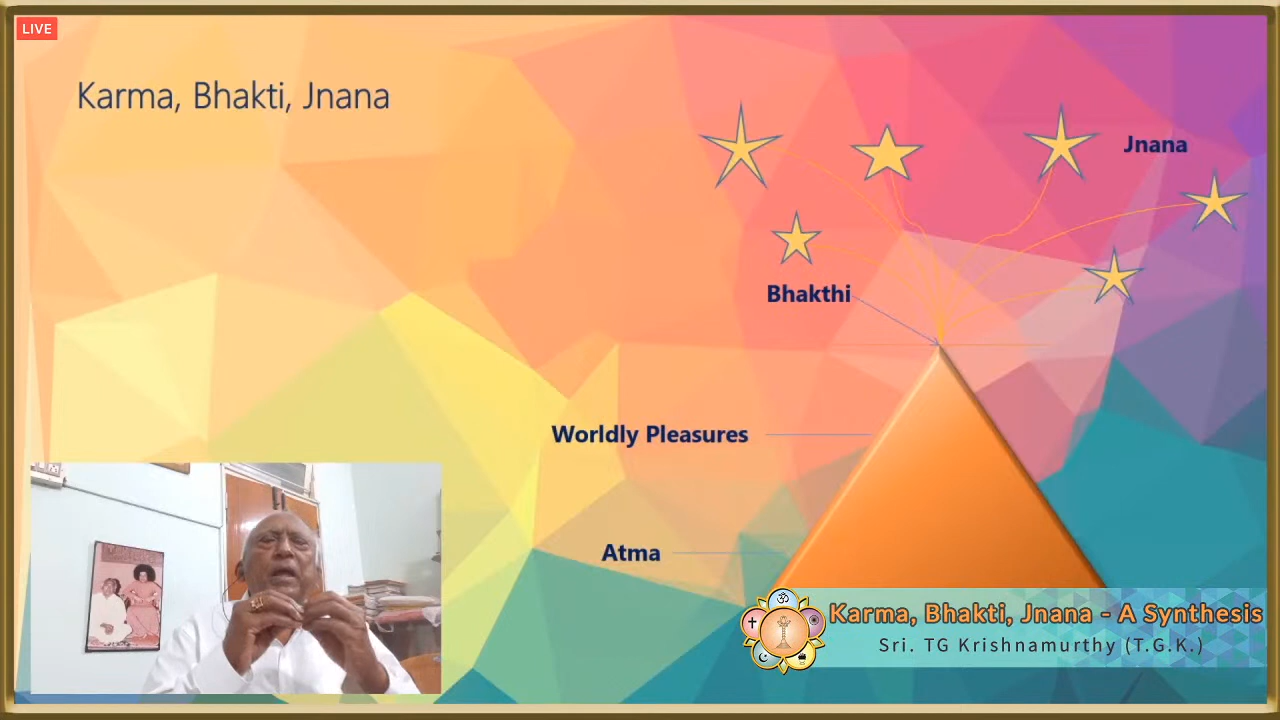 LIVE
Karma, Bhakti, Jnana
Jnana
Bhakthi
Worldly Pleasures
Atma
Karma, Bhakti, Jnana - A Synthesis
Sri. TG Krishnamurthy (T.G.K.)